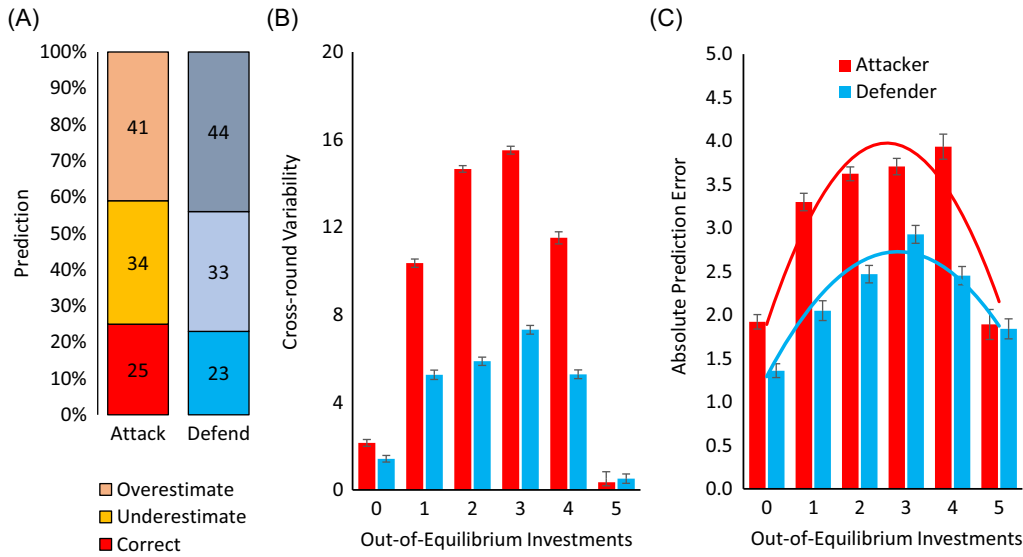 (A)
100%
90%
80%
70%
60%
50%
40%
30%
20%
10%
0%
Prediction
41
34
25
44
33
23
Attack Defend
Overestimate
Underestimate
Correct
(B)
20
16
12
8
4
0
Cross-round Variability
0 1 2 3 4 5
Out-of-Equilibrium Investments
(C)
5.0
4.5
4.0
3.5
3.0
2.5
2.0
1.5
1.0
0.5
0.0
Absolute Prediction Error
Attacker
Defender
0 1 2 3 4 5
Out-of-Equilibrium Investments